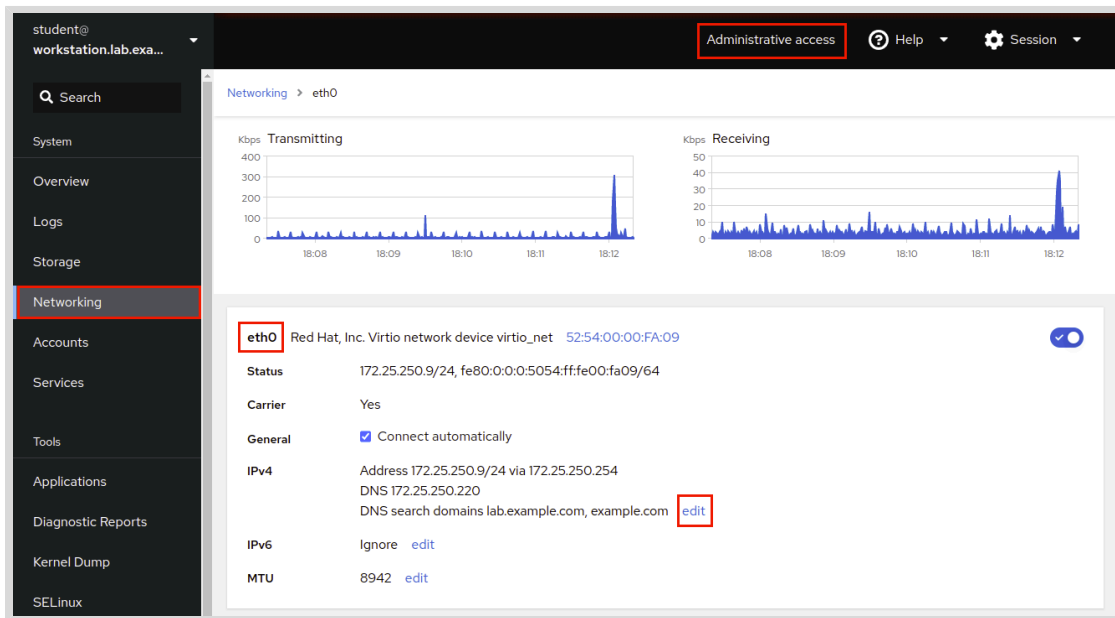 student@
workstation.lab.exa...
Administrative access
Help
Session
Search
System
Overview
Logs
Storage
Networking
Accounts
Services
Tools
Applications
Diagnostic Reports
Kernel Dump
SELinux
Networking > eth0
Kbps Transmitting
400
300
200
100
0
18:08 18:09 18:10 18:11 18:12
Kbps Receiving
50
40
30
20
10
0
18:08 18:09 18:10 18:11 18:12
eth0 Red Hat, Inc. Virtio network device virtio_net 52:54:00:00:FA:09
Status 172.25.250.9/24, fe80:0:0:0:5054:ff:fe00:fa09/64
Carrier Yes
General Connect automatically
IPv4 Address 172.25.250.9/24 via 172.25.250.254
DNS 172.25.250.220
DNS search domains lab.example.com, example.com edit
IPv6 Ignore edit
MTU 8942 edit